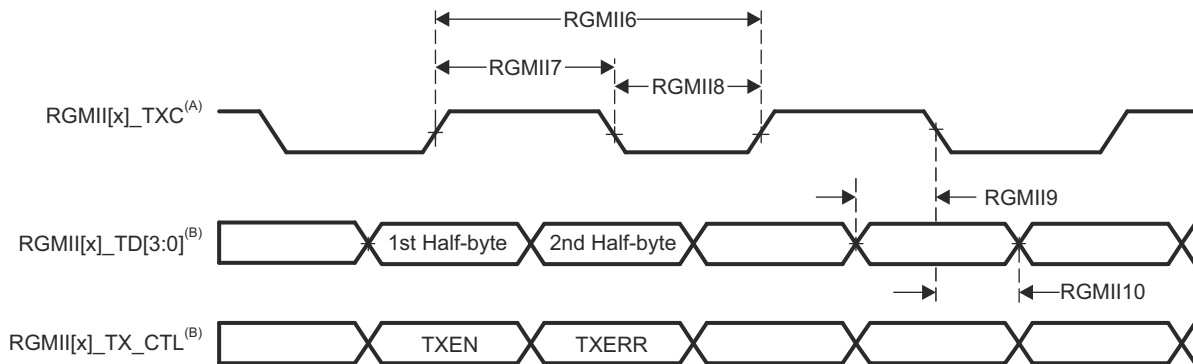 RGMII6
RGMII7
RGMII8
RGMII[x]_TXC(A)
RGMII9
RGMII[x]_TD[3:0](B)
1st Half-byte
2nd Half-byte
RGMII10
RGMII[x]_TX_CTL(B)
TXEN
TXERR